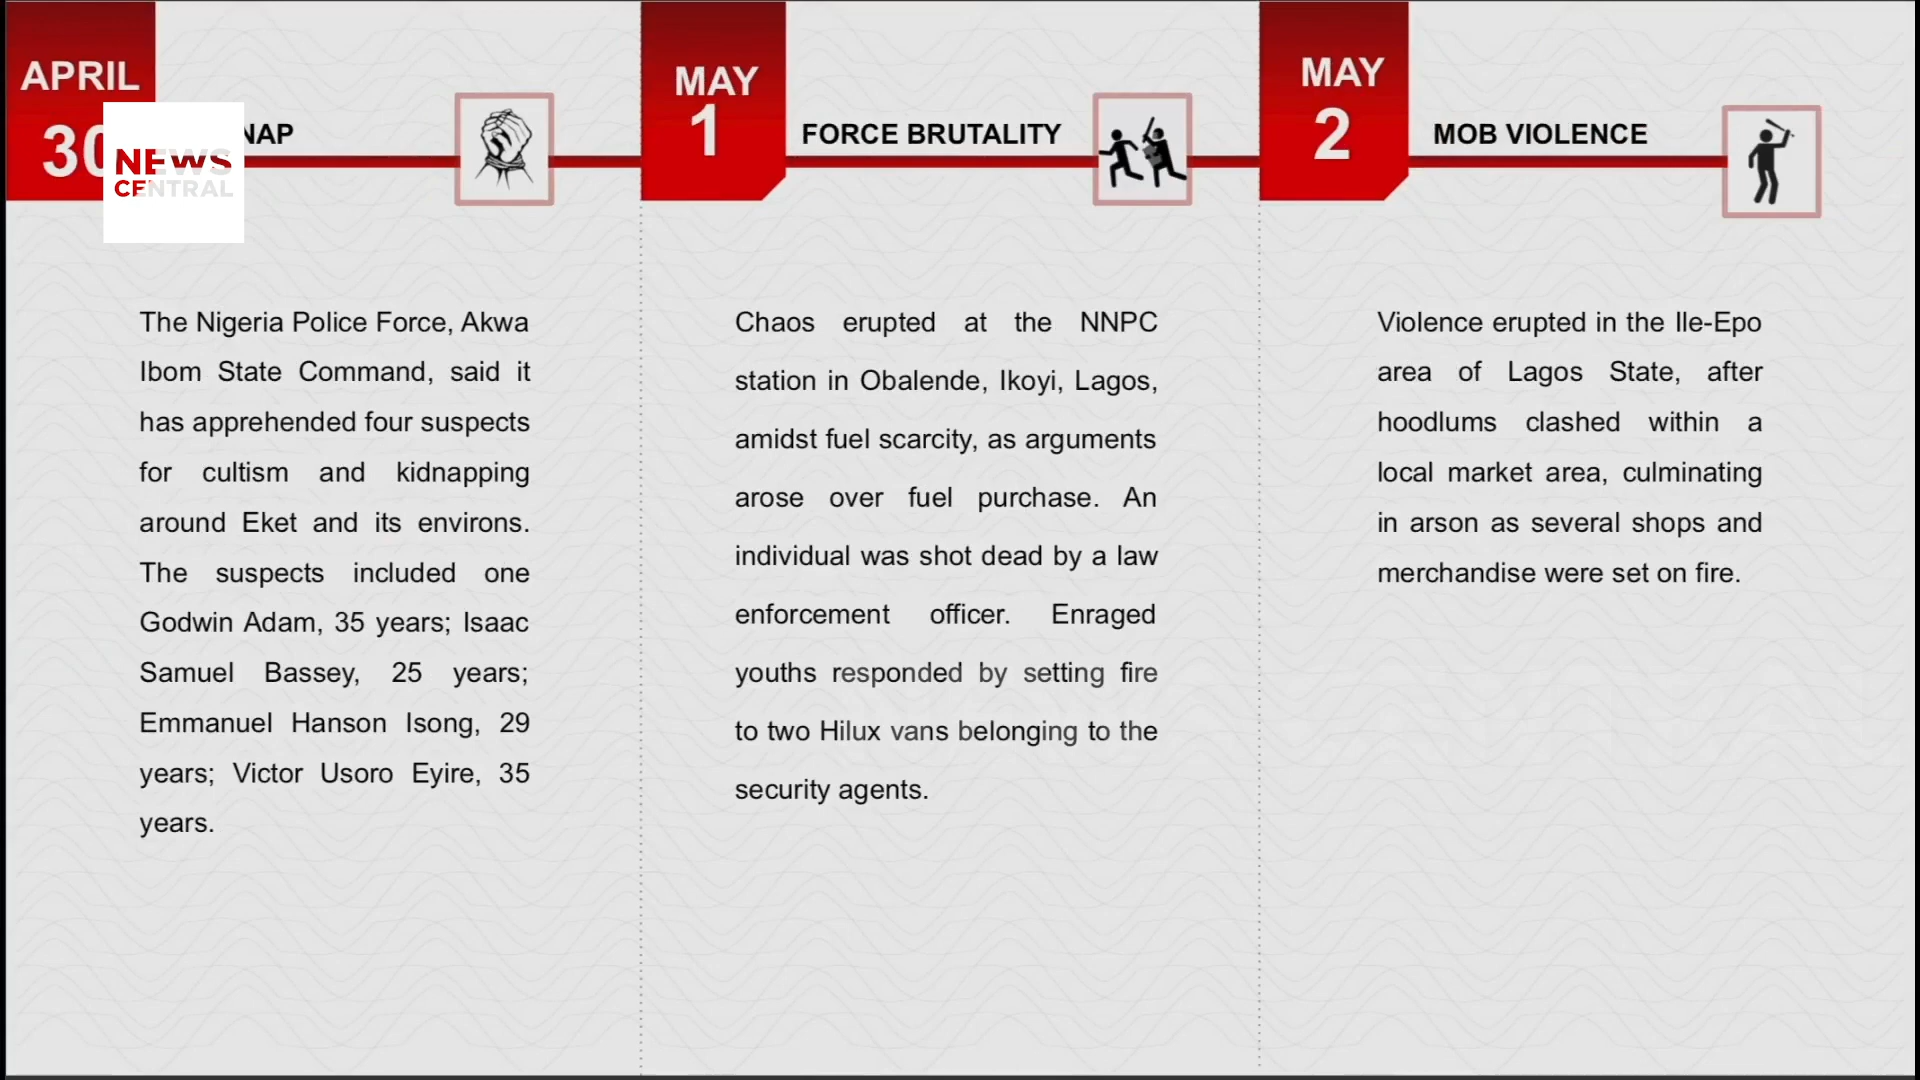 APRIL
30
NAP
NEWS
CENTRAL
The Nigeria Police Force, Akwa
Ibom State Command, said it
has apprehended four suspects
for cultism and kidnapping
around Eket and its environs.
The suspects included one
Godwin Adam, 35 years; Isaac
Samuel Bassey, 25 years;
Emmanuel Hanson Isong, 29
years; Victor Usoro Eyire, 35
years.
MAY
1
FORCE BRUTALITY
Chaos erupted at the NNPC
station in Obalende, Ikoyi, Lagos,
amidst fuel scarcity, as arguments
arose over fuel purchase. An
individual was shot dead by a law
enforcement officer. Enraged
youths responded by setting fire
to two Hilux vans belonging to the
security agents.
MAY
2
MOB VIOLENCE
Violence erupted in the Ile-Epo
area of Lagos State, after
hoodlums clashed within a
local market area, culminating
in arson as several shops and
merchandise were set on fire.